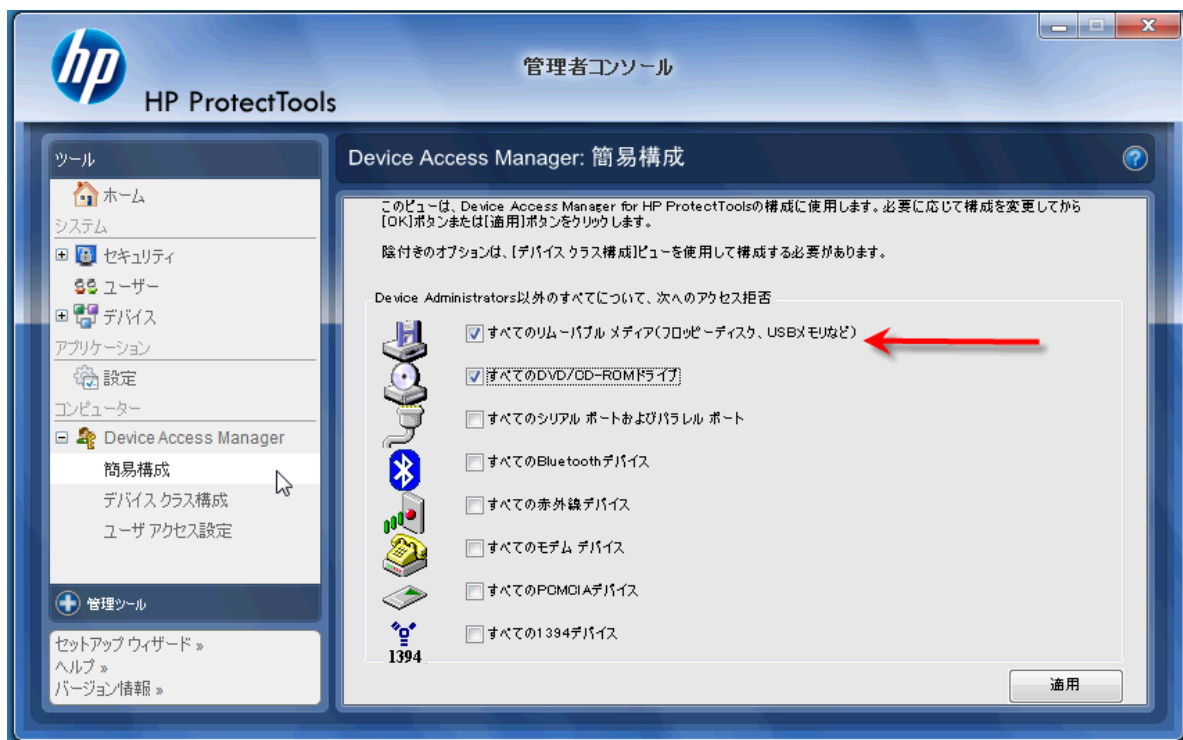 hp
管理者コンソール
HP ProtectTools
ツール
ホーム
システム
セキュリティ
ユーザー
デバイス
アプリケーション
設定
コンピューター
Device Access Manager
簡易構成
デバイス クラス構成
ユーザ アクセス設定
管理ツール
セットアップ ウィザード »
ヘルプ »
バージョン情報 »
Device Access Manager: 簡易構成
このビューは、Device Access Manager for HP ProtectToolsの構成に使用します。必要に応じて構成を変更してから
[OK]ボタンまたは[適用]ボタンをクリックします。
陰付きのオプションは、[デバイス クラス構成]ビューを使用して構成する必要があります。
Device Administrators以外のすべてについて、次へのアクセス拒否
すべてのリムーバブル メディア(フロッピーディスク、USBメモリなど)
すべてのDVD/CD-ROMドライブ
すべてのシリアル ポートおよびパラレル ポート
すべてのBluetoothデバイス
すべての赤外線デバイス
すべてのモデム デバイス
すべてのPCMCIAデバイス
すべての1394デバイス
1394
適用